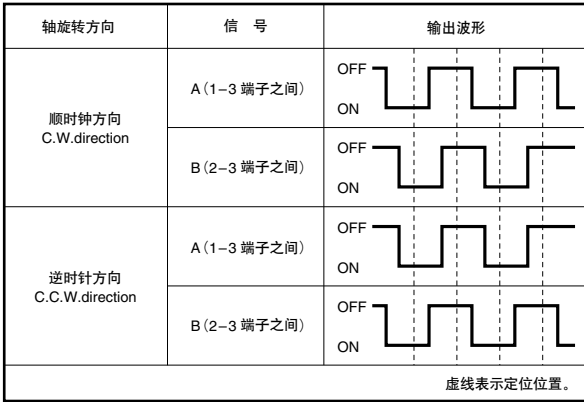 轴旋转方向 信 号 输出波形
顺时钟方向
C.W.direction
A(1–3 端子之间)
OFF
ON
B(2–3 端子之间)
OFF
ON
逆时针方向
C.C.W.direction
A(1–3 端子之间)
OFF
ON
B(2–3 端子之间)
OFF
ON
虚线表示定位位置。